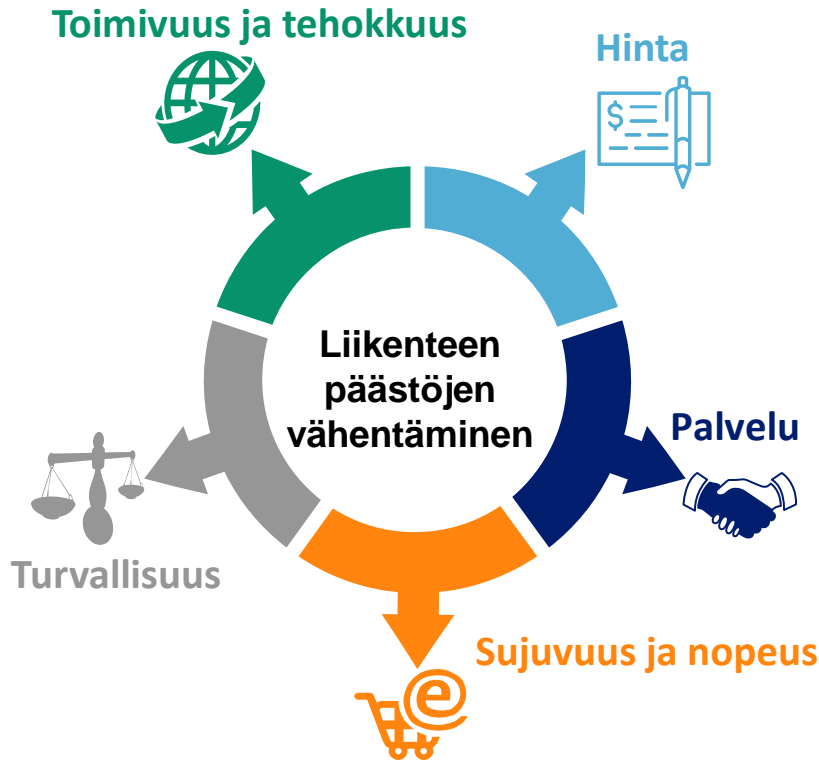 Toimivuus ja tehokkuus
Hinta
$
Liikenteen
päästöjen
vähentäminen
Palvelu
Turvallisuus
Sujuvuus ja nopeus
e